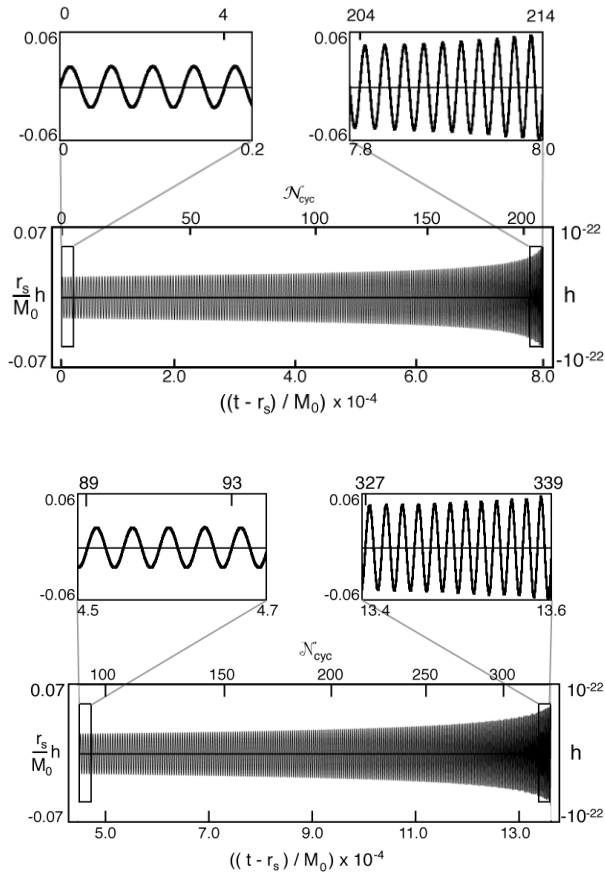 0 4
204 214
0.06
-0.06
0 0.2
0.06
-0.06
7.8 8.0
𝒩cyc
0 50 100 150 200
0.07
rs/M0 h
-0.07
10-22
h
-10-22
0 2.0 4.0 6.0 8.0
((t - rs) / M0) x 10-4
89 93
327 339
0.06
-0.06
4.5 4.7
0.06
-0.06
13.4 13.6
𝒩cyc
100 150 200 250 300
0.07
rs/M0 h
-0.07
10-22
h
-10-22
5.0 7.0 9.0 11.0 13.0
(( t - rs ) / M0) x 10-4